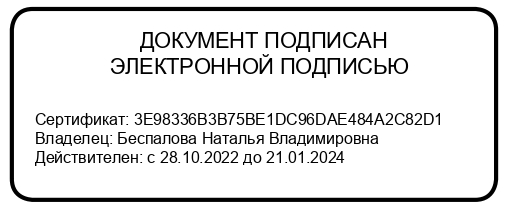 ДОКУМЕНТ ПОДПИСАН
ЭЛЕКТРОННОЙ ПОДПИСЬЮ
Сертификат: 3E98336B3B75BE1DC96DAE484A2C82D1
Владелец: Беспалова Наталья Владимировна
Действителен: с 28.10.2022 до 21.01.2024